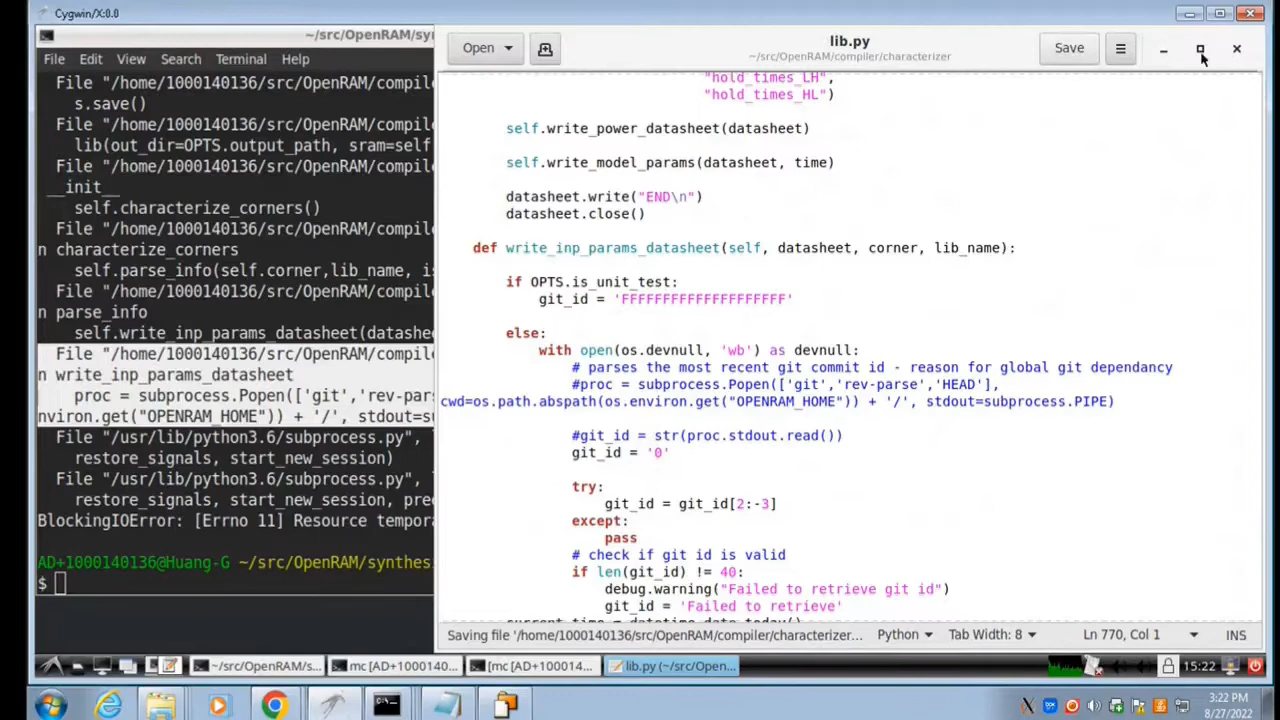 Cygwin/X:0.0
~/src/OpenRAM/syn
File Edit View Search Terminal Help
File "/home/1000140136/src/OpenRAM/compile
s.save()
File "/home/1000140136/src/OpenRAM/compile
lib(out_dir=OPTS.output_path, sram=self
File "/home/1000140136/src/OpenRAM/compile
__init__
self.characterize_corners()
File "/home/1000140136/src/OpenRAM/compile
n characterize_corners
self.parse_info(self.corner,lib_name, i
File "/home/1000140136/src/OpenRAM/compile
n parse_info
self.write_inp_params_datasheet(datashe
File "/home/1000140136/src/OpenRAM/compil
n write_inp_params_datasheet
proc = subprocess.Popen(['git','rev-pars
nviron.get("OPENRAM_HOME")) + '/', stdout=su
File "/usr/lib/python3.6/subprocess.py",
restore_signals, start_new_session)
File "/usr/lib/python3.6/subprocess.py", l
restore_signals, start_new_session, pree
BlockingIOError: [Errno 11] Resource tempora
AD+1000140136@Huang-G ~/src/OpenRAM/synthes
$
Open
lib.py
~/src/OpenRAM/compiler/characterizer
Save
"hold_times_LH",
"hold_times_HL")
self.write_power_datasheet(datasheet)
self.write_model_params(datasheet, time)
datasheet.write("END\n")
datasheet.close()
def write_inp_params_datasheet(self, datasheet, corner, lib_name):
if OPTS.is_unit_test:
git_id = 'FFFFFFFFFFFFFFFFFFFF'
else:
with open(os.devnull, 'wb') as devnull:
# parses the most recent git commit id - reason for global git dependancy
#proc = subprocess.Popen(['git','rev-parse','HEAD'],
cwd=os.path.abspath(os.environ.get("OPENRAM_HOME")) + '/', stdout=subprocess.PIPE)
#git_id = str(proc.stdout.read())
git_id = '0'
try:
git_id = git_id[2:-3]
except:
pass
# check if git id is valid
if len(git_id) != 40:
debug.warning("Failed to retrieve git id")
git_id = 'Failed to retrieve'
current_time = datetime.date.today()
Saving file '/home/1000140136/src/OpenRAM/compiler/characterizer... Python Tab Width: 8 Ln 770, Col 1 INS
~/src/OpenRAM/s... mc [AD+1000140... [mc [AD+1000014... lib.py (~/src/Open... 15:22
3:22 PM
8/27/2022